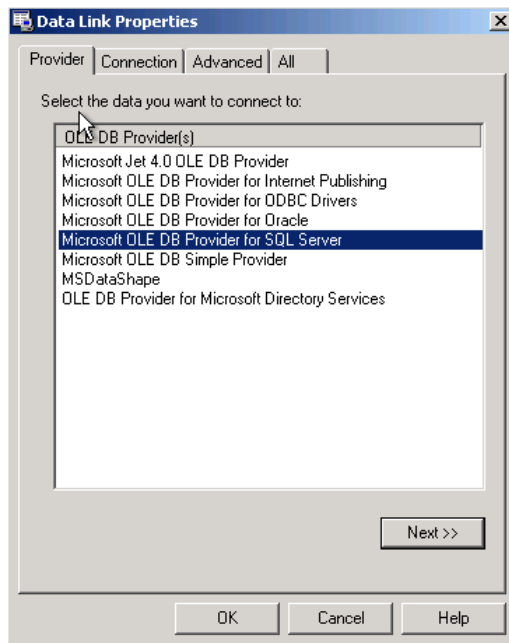 Data Link Properties
Provider Connection Advanced All
Select the data you want to connect to:
OLE DB Provider(s)
Microsoft Jet 4.0 OLE DB Provider
Microsoft OLE DB Provider for Internet Publishing
Microsoft OLE DB Provider for ODBC Drivers
Microsoft OLE DB Provider for Oracle
Microsoft OLE DB Provider for SQL Server
Microsoft OLE DB Simple Provider
MSDataShape
OLE DB Provider for Microsoft Directory Services
Next >>
OK Cancel Help